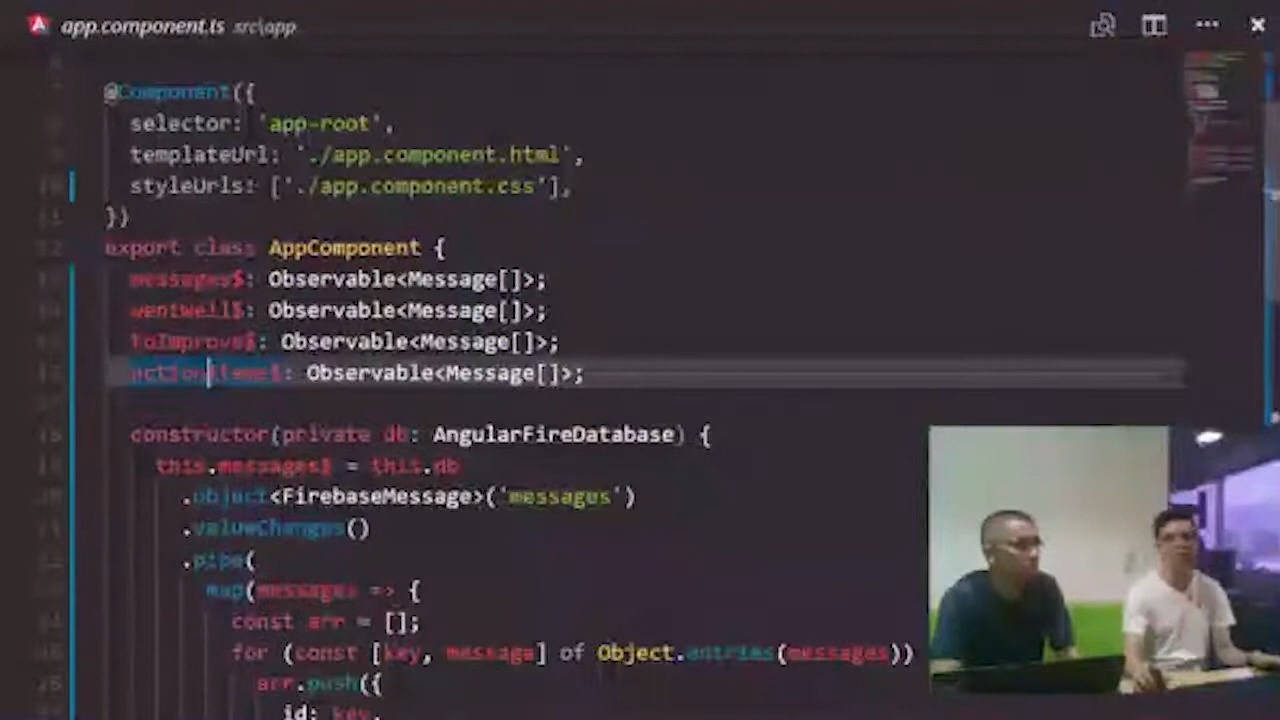 app.component.ts src\app
@Component({
selector: 'app-root',
templateUrl: './app.component.html',
styleUrls: ['./app.component.css'],
})
export class AppComponent {
messages$: Observable<Message[]>;
wentWell$: Observable<Message[]>;
toImprove$: Observable<Message[]>;
actionItems$: Observable<Message[]>;
constructor(private db: AngularFireDatabase) {
this.messages$ = this.db
.object<FirebaseMessage>('messages')
.valueChanges()
.pipe(
map(messages => {
const arr = [];
for (const [key, message] of Object.entries(messages))
arr.push({
id: key,